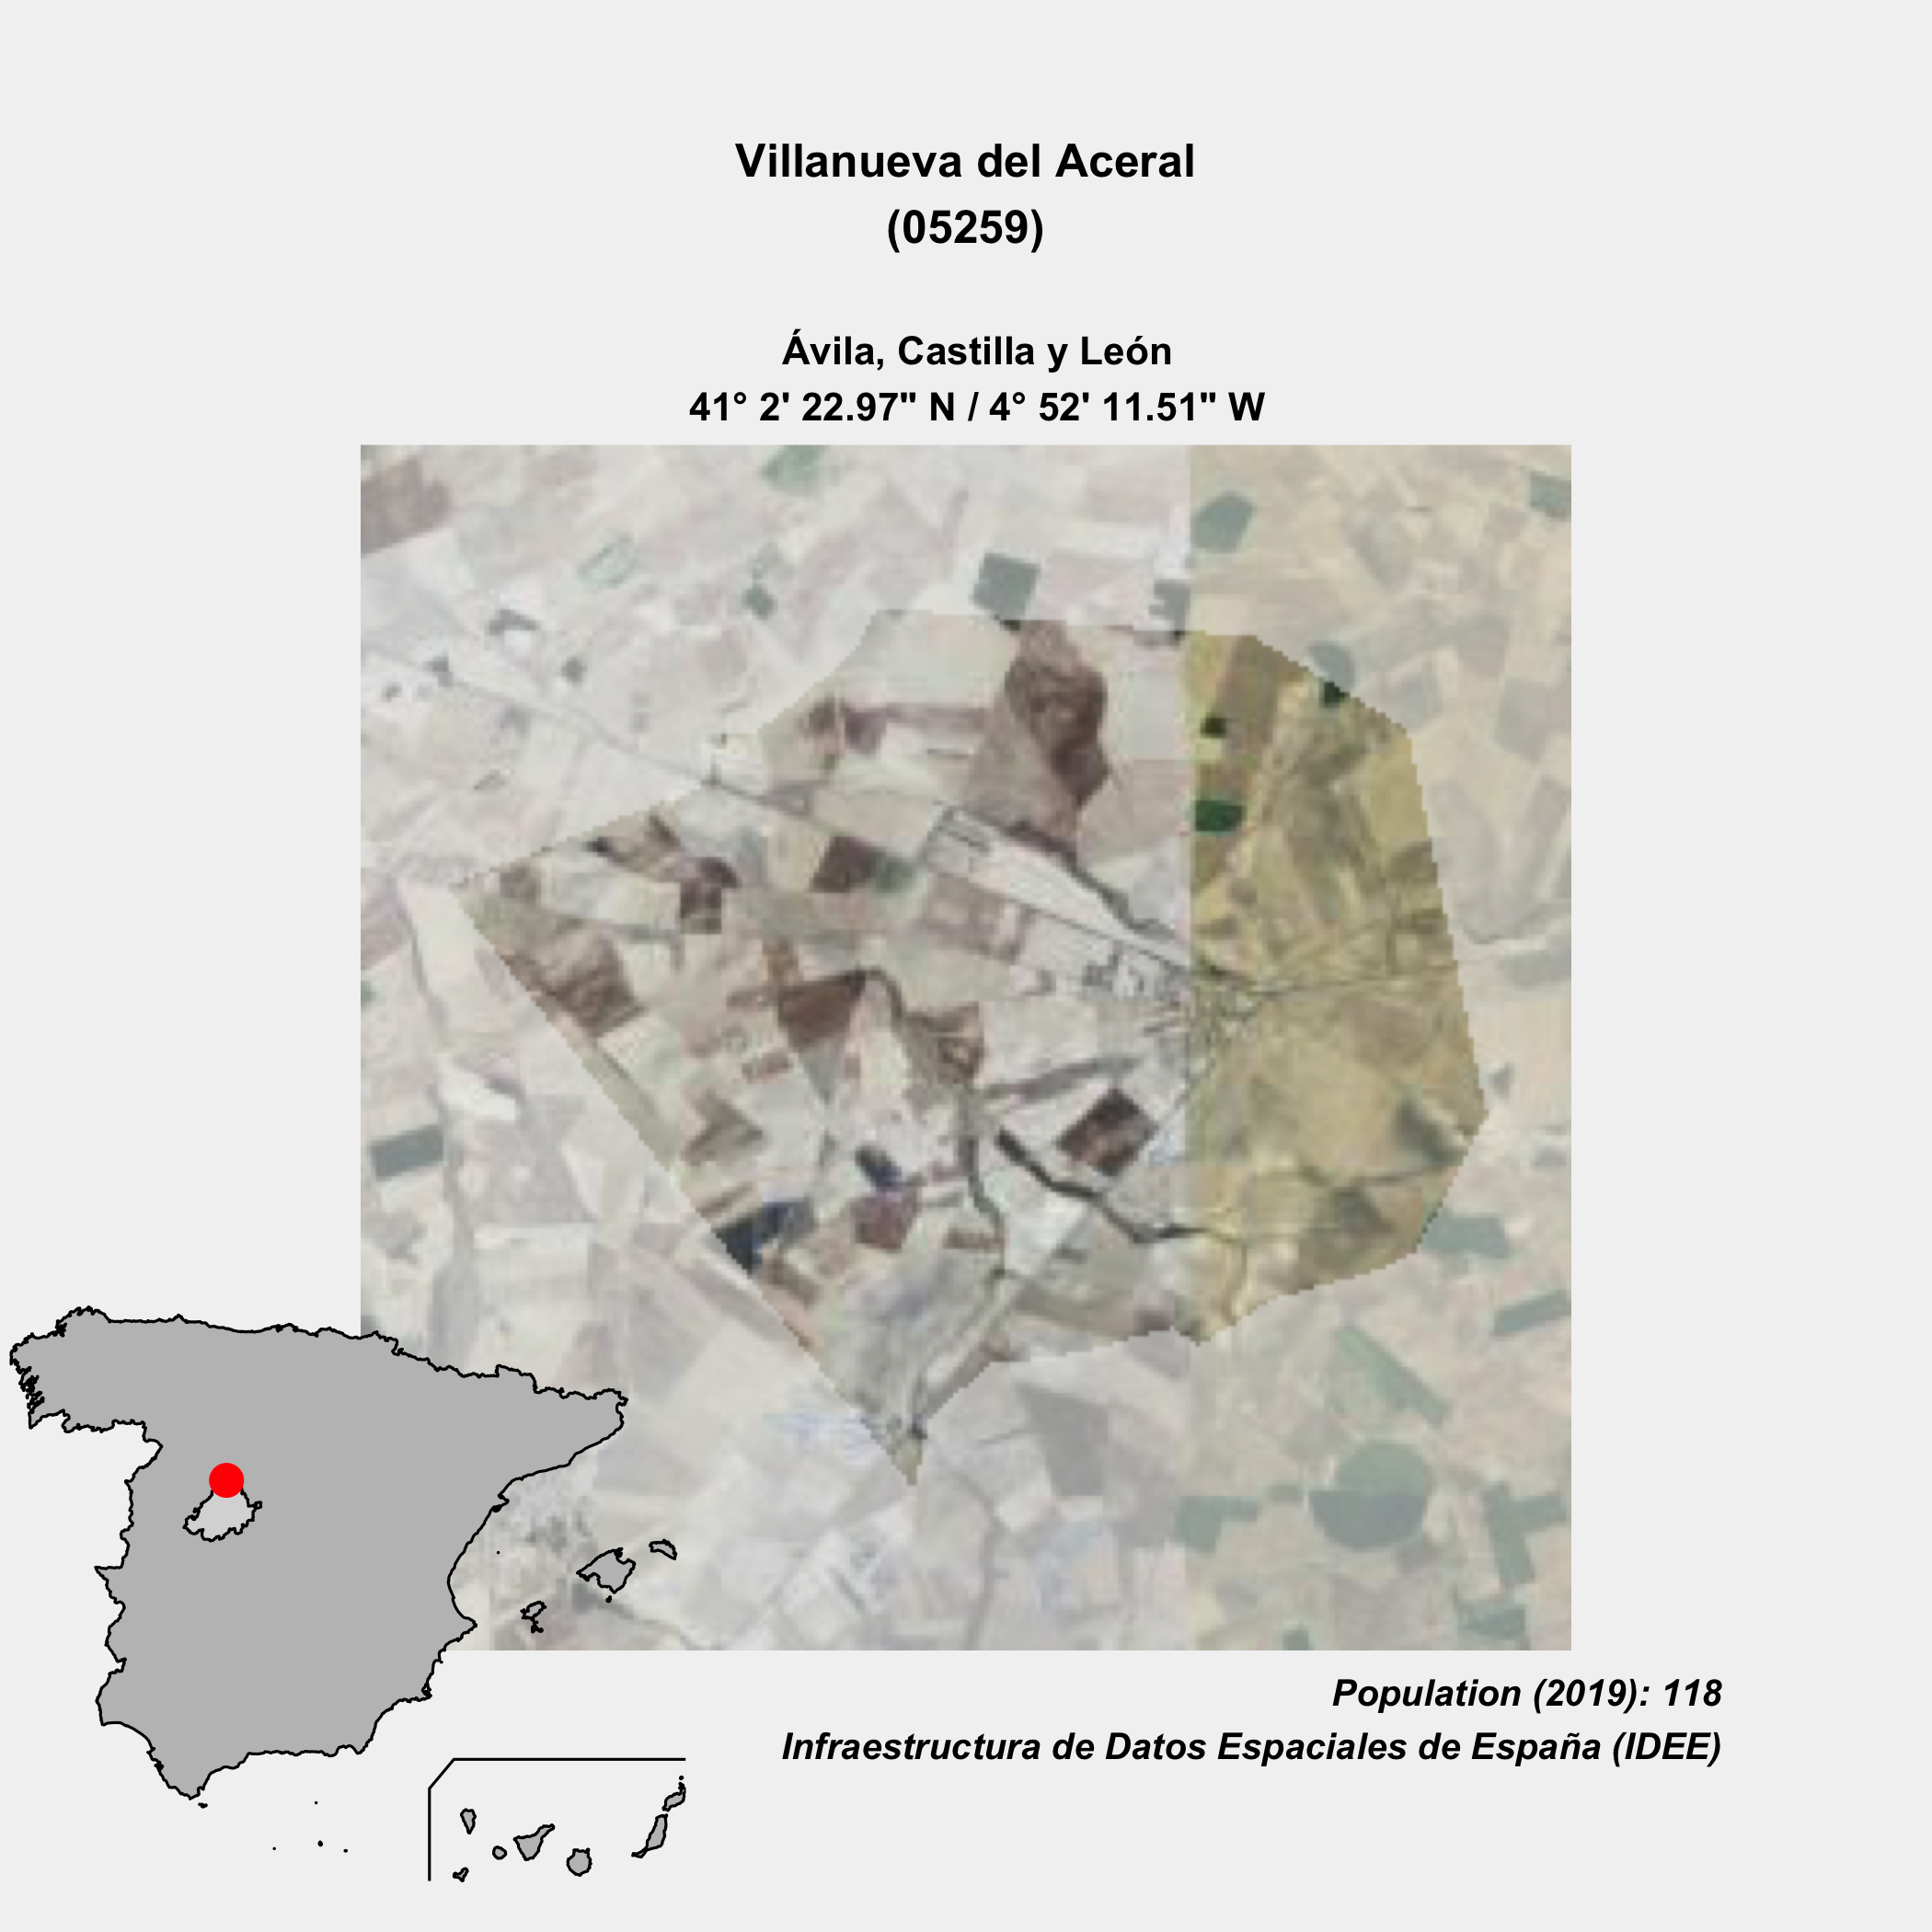 Villanueva del Aceral
(05259)
Ávila, Castilla y León
41° 2' 22.97" N / 4° 52' 11.51" W
Population (2019): 118
Infraestructura de Datos Espaciales de España (IDEE)